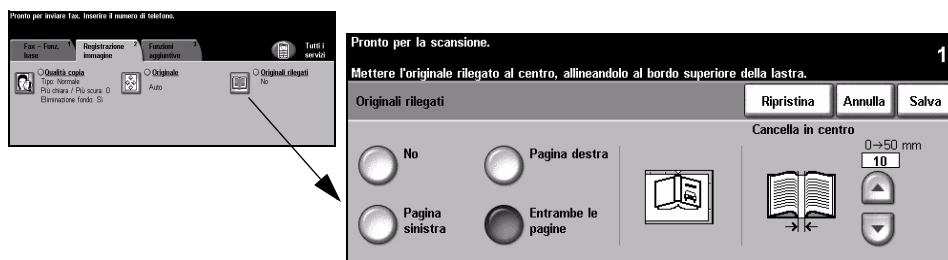 Pronto per inviare fax. Inserire il numero di telefono.
Fax - Funz. base 1
Registrazione immagine 2
Funzioni aggiuntive 3
Tutti i servizi
Qualità copia
Tipo: Normale
Più chiara / Più scura: 0
Eliminazione fondo: Sì
Originale
Auto
Originali rilegati
No
Pronto per la scansione.
1
Mettere l'originale rilegato al centro, allineandolo al bordo superiore della lastra.
Originali rilegati
Ripristina
Annulla
Salva
No
Pagina destra
Pagina
sinistra
Entrambe le
pagine
Cancella in centro
0→50 mm
10